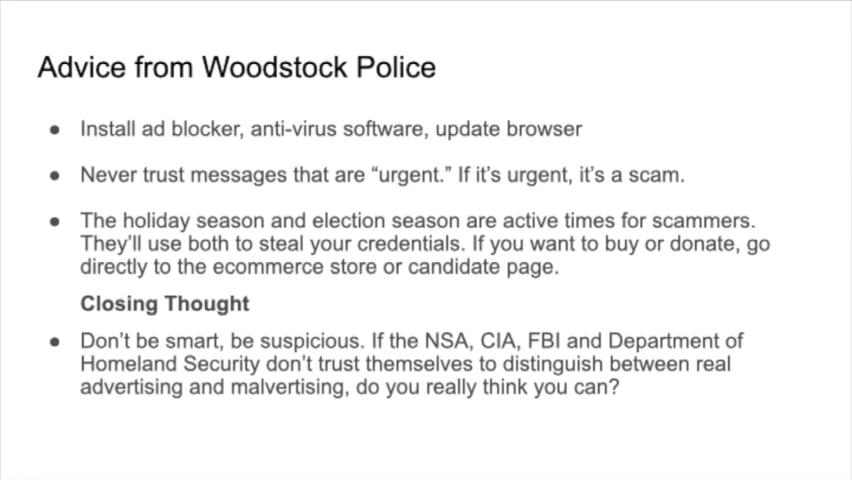 Advice from Woodstock Police
● Install ad blocker, anti-virus software, update browser
● Never trust messages that are “urgent.” If it’s urgent, it’s a scam.
● The holiday season and election season are active times for scammers.
They’ll use both to steal your credentials. If you want to buy or donate, go
directly to the ecommerce store or candidate page.
Closing Thought
● Don’t be smart, be suspicious. If the NSA, CIA, FBI and Department of
Homeland Security don’t trust themselves to distinguish between real
advertising and malvertising, do you really think you can?